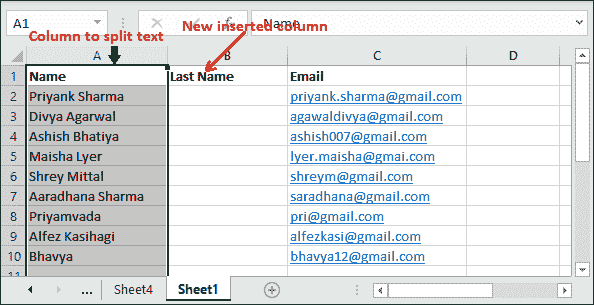 A1
fx
Name
Column to split text
New inserted column
A B C D
1 Name Last Name Email
2 Priyank Sharma priyank.sharma@gmail.com
3 Divya Agarwal agawaldivya@gmail.com
4 Ashish Bhatiya ashish007@gmail.com
5 Maisha Lyer lyer.maisha@gmai.com
6 Shrey Mittal shreym@gmail.com
7 Aaradhana Sharma saradhana@gmail.com
8 Priyamvada pri@gmail.com
9 Alfez Kasihagi alfezkasi@gmail.com
10 Bhavya bhavya12@gmail.com
... Sheet4 Sheet1